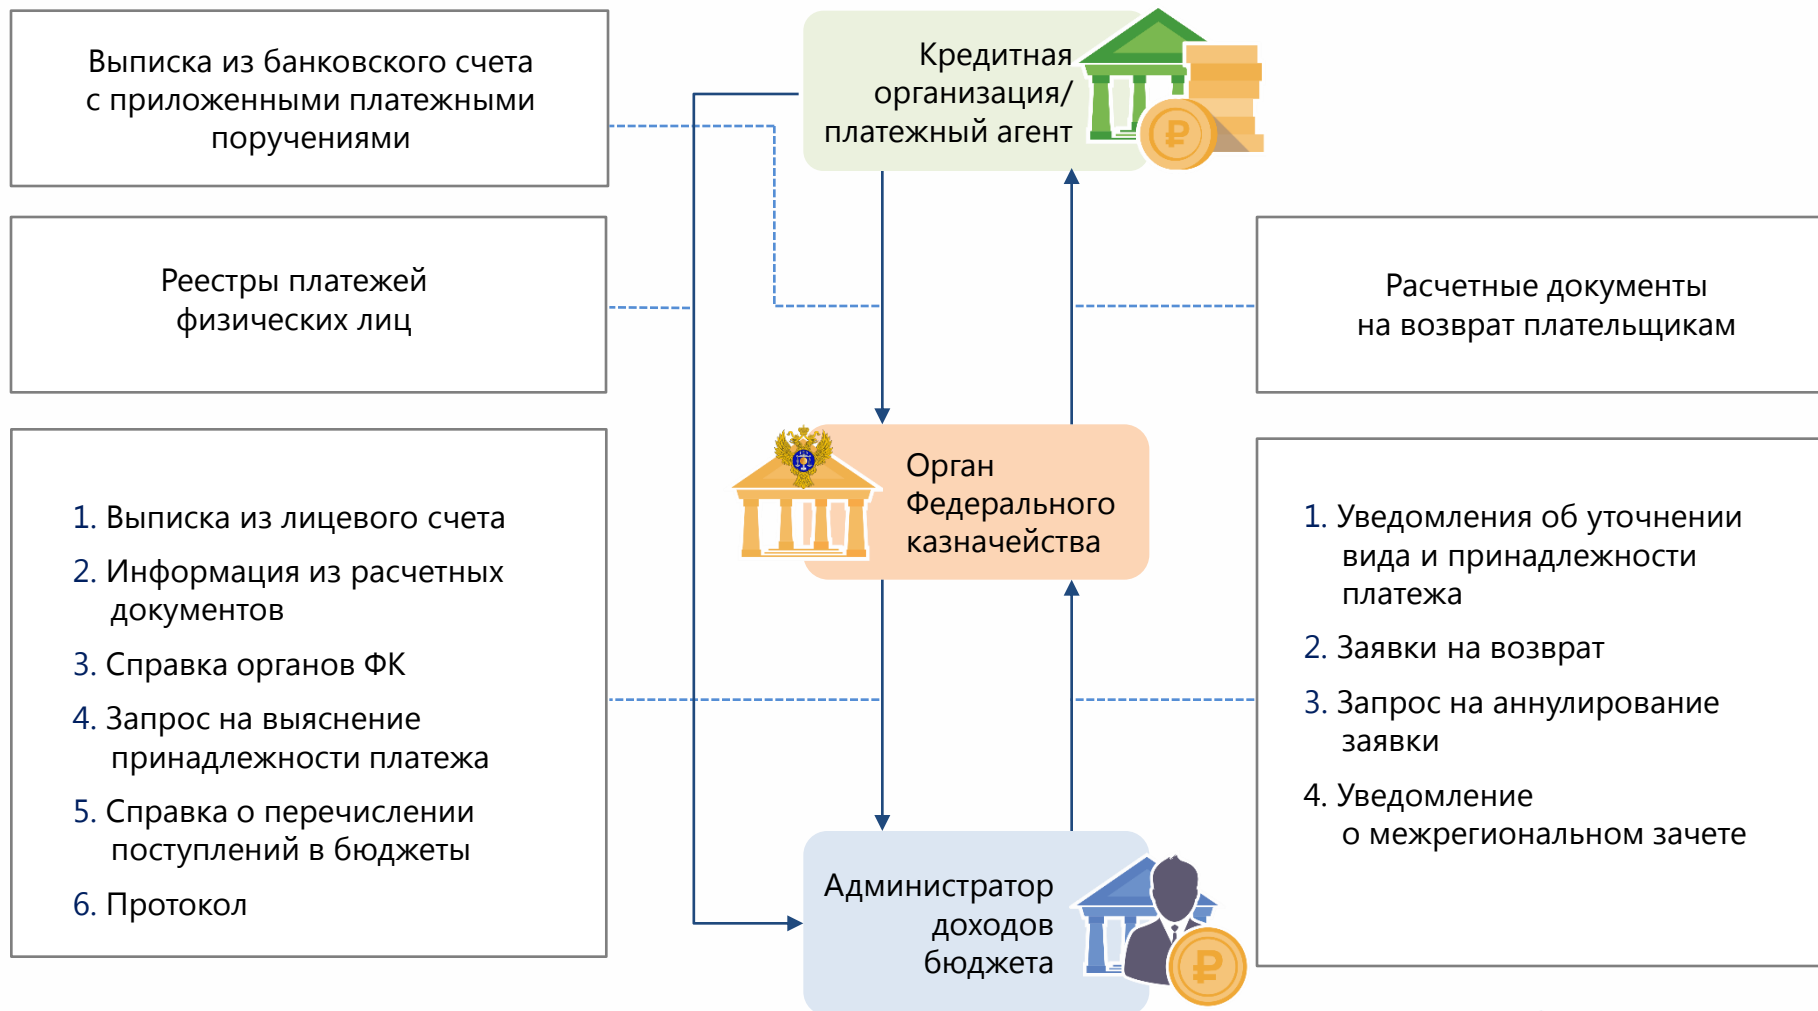 Выписка из банковского счета
с приложенными платежными
поручениями
Кредитная
организация/
платежный агент
Реестры платежей
физических лиц
Расчетные документы
на возврат плательщикам
Орган
Федерального
казначейства
1. Выписка из лицевого счета
2. Информация из расчетных
документов
3. Справка органов ФК
4. Запрос на выяснение
принадлежности платежа
5. Справка о перечислении
поступлений в бюджеты
6. Протокол
1. Уведомления об уточнении
вида и принадлежности
платежа
2. Заявки на возврат
3. Запрос на аннулирование
заявки
4. Уведомление
о межрегиональном зачете
Администратор
доходов
бюджета